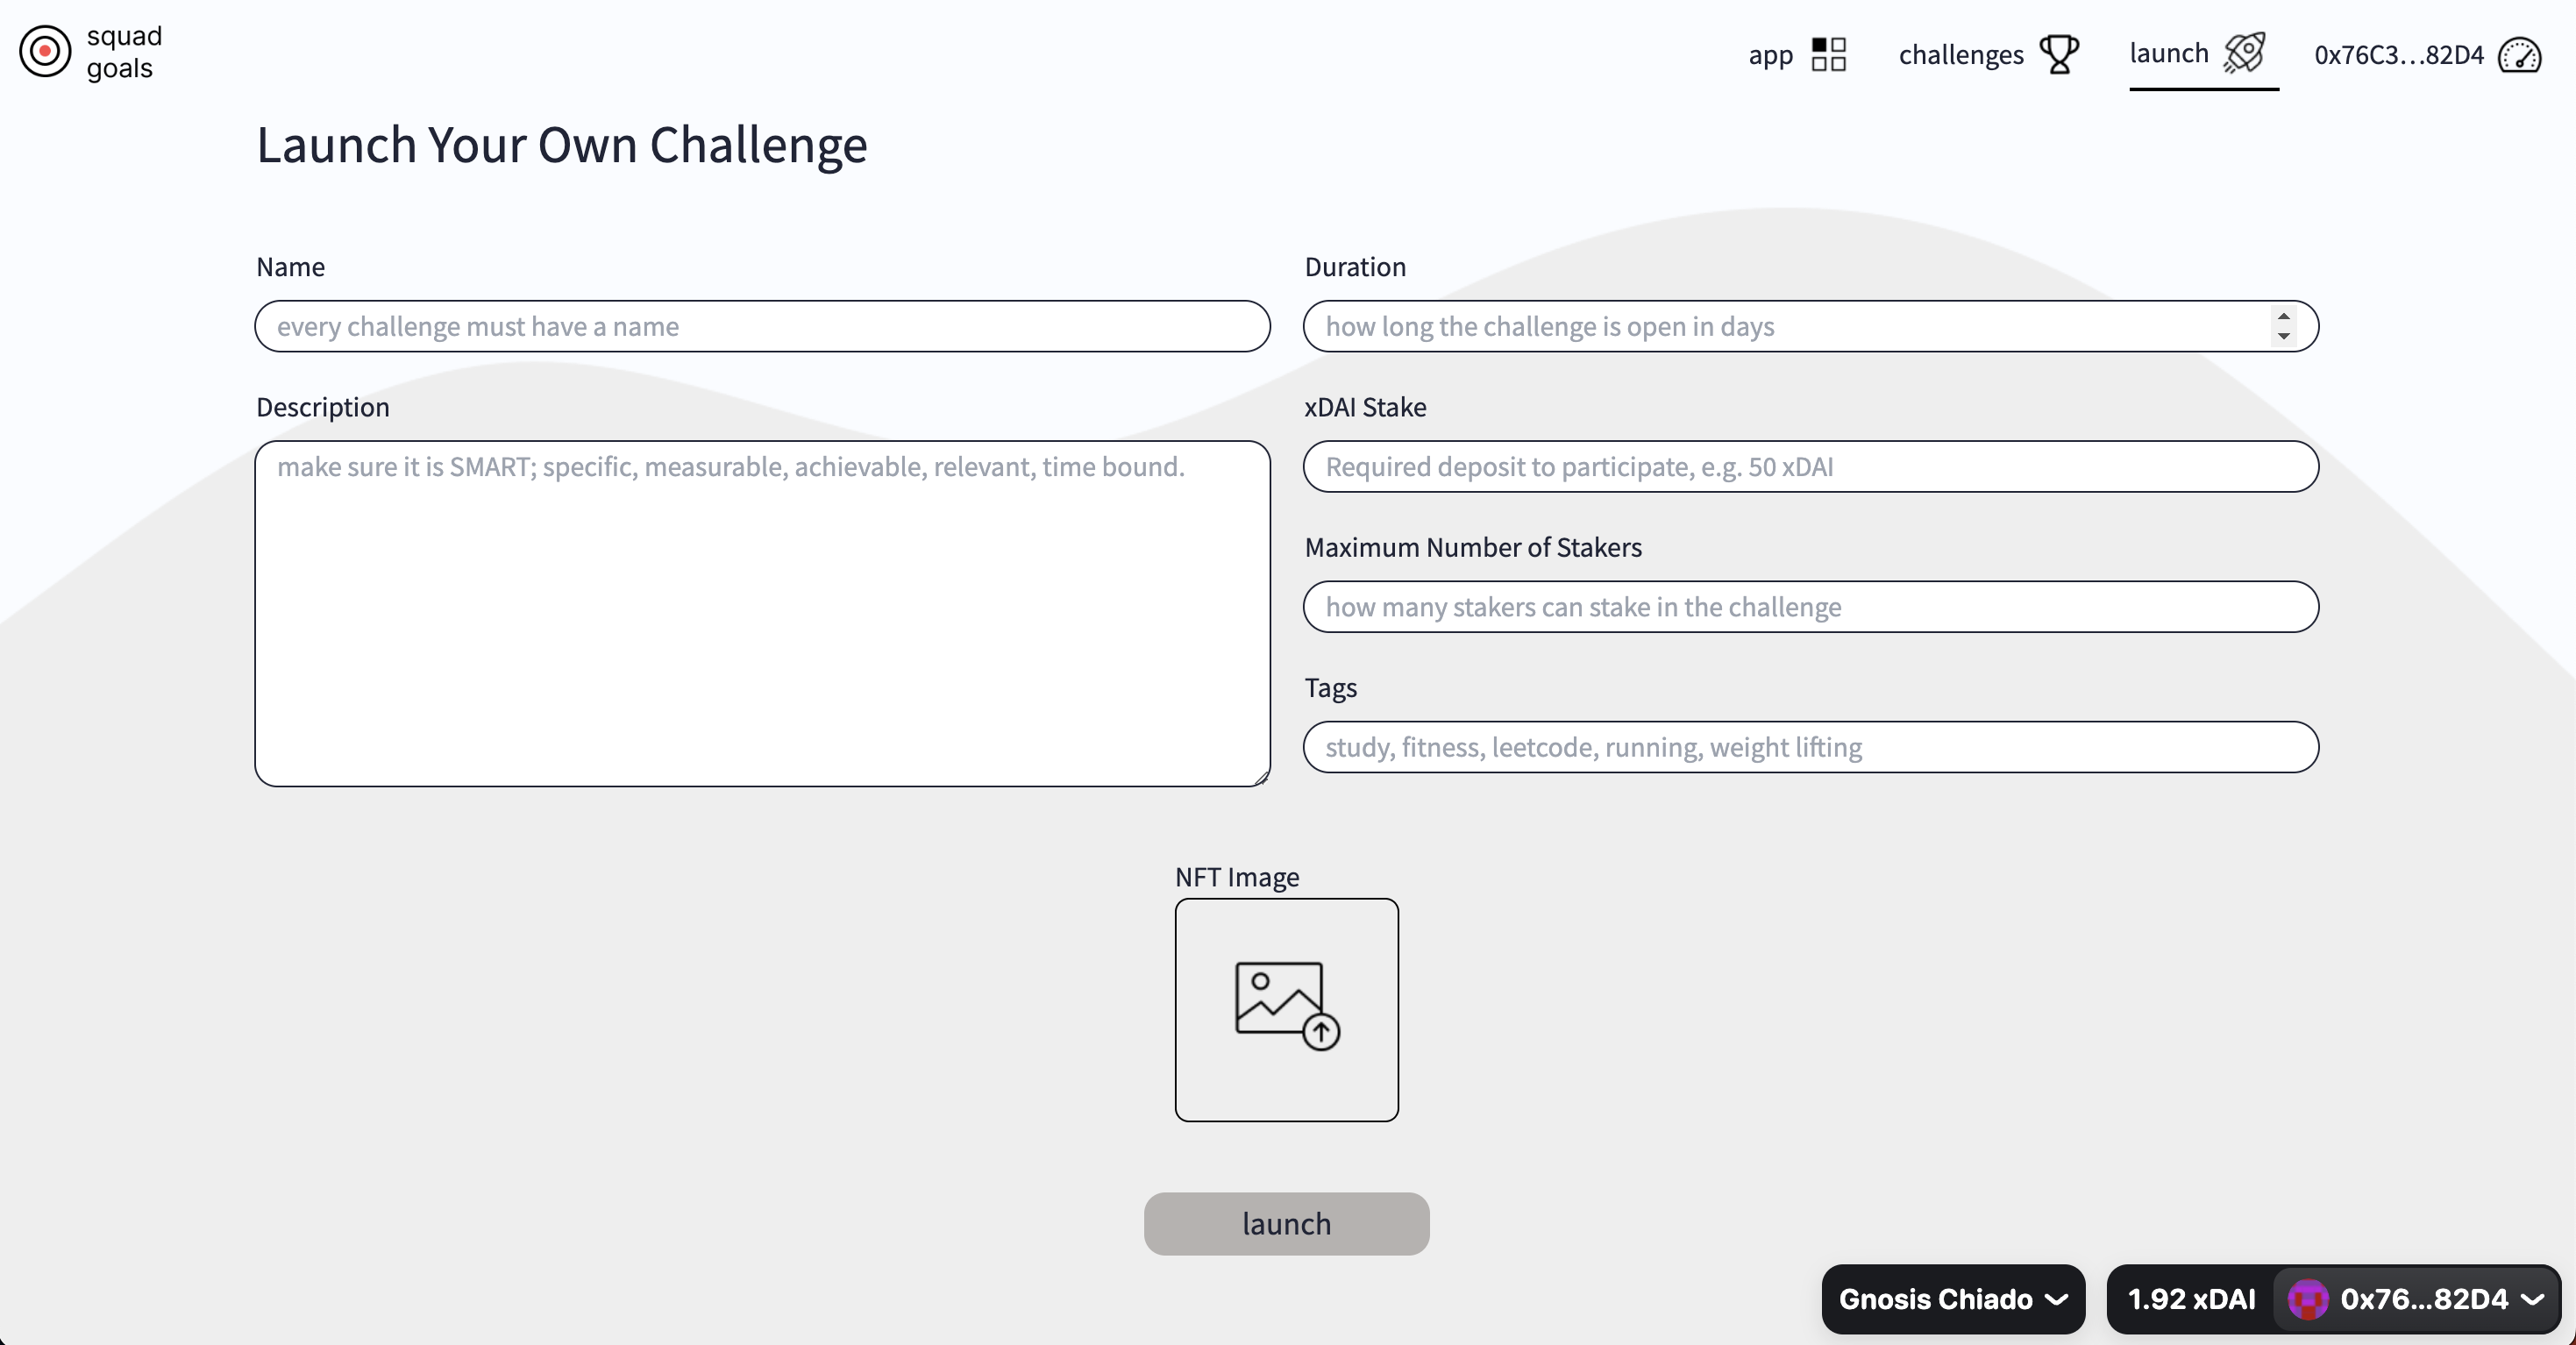 squad
goals
app
challenges
launch
0x76C3...82D4
Launch Your Own Challenge
Name
every challenge must have a name
Duration
how long the challenge is open in days
Description
make sure it is SMART; specific, measurable, achievable, relevant, time bound.
xDAI Stake
Required deposit to participate, e.g. 50 xDAI
Maximum Number of Stakers
how many stakers can stake in the challenge
Tags
study, fitness, leetcode, running, weight lifting
NFT Image
launch
Gnosis Chiado
1.92 xDAI
0x76...82D4